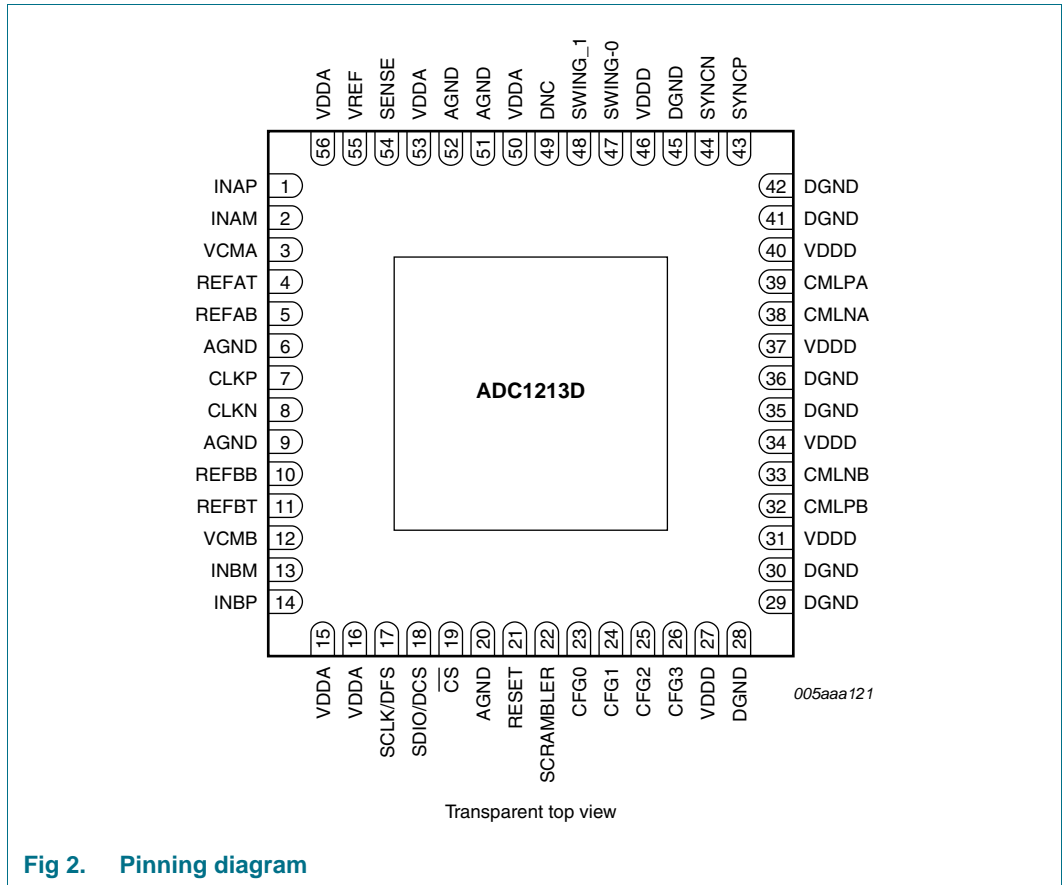 VDDA
VREF
SENSE
VDDA
AGND
AGND
VDDA
DNC
SWING_1
SWING-0
VDDD
DGND
SYNCN
SYNCP
56
55
54
53
52
51
50
49
48
47
46
45
44
43
INAP 1
INAM 2
VCMA 3
REFAT 4
REFAB 5
AGND 6
CLKP 7
CLKN 8
AGND 9
REFBB 10
REFBT 11
VCMB 12
INBM 13
INBP 14
ADC1213D
42 DGND
41 DGND
40 VDDD
39 CMLPA
38 CMLNA
37 VDDD
36 DGND
35 DGND
34 VDDD
33 CMLNB
32 CMLPB
31 VDDD
30 DGND
29 DGND
15
16
17
18
19
20
21
22
23
24
25
26
27
28
VDDA
VDDA
SCLK/DFS
SDIO/DCS
CS
AGND
RESET
SCRAMBLER
CFG0
CFG1
CFG2
CFG3
VDDD
DGND
005aaa121
Transparent top view
Fig 2. Pinning diagram